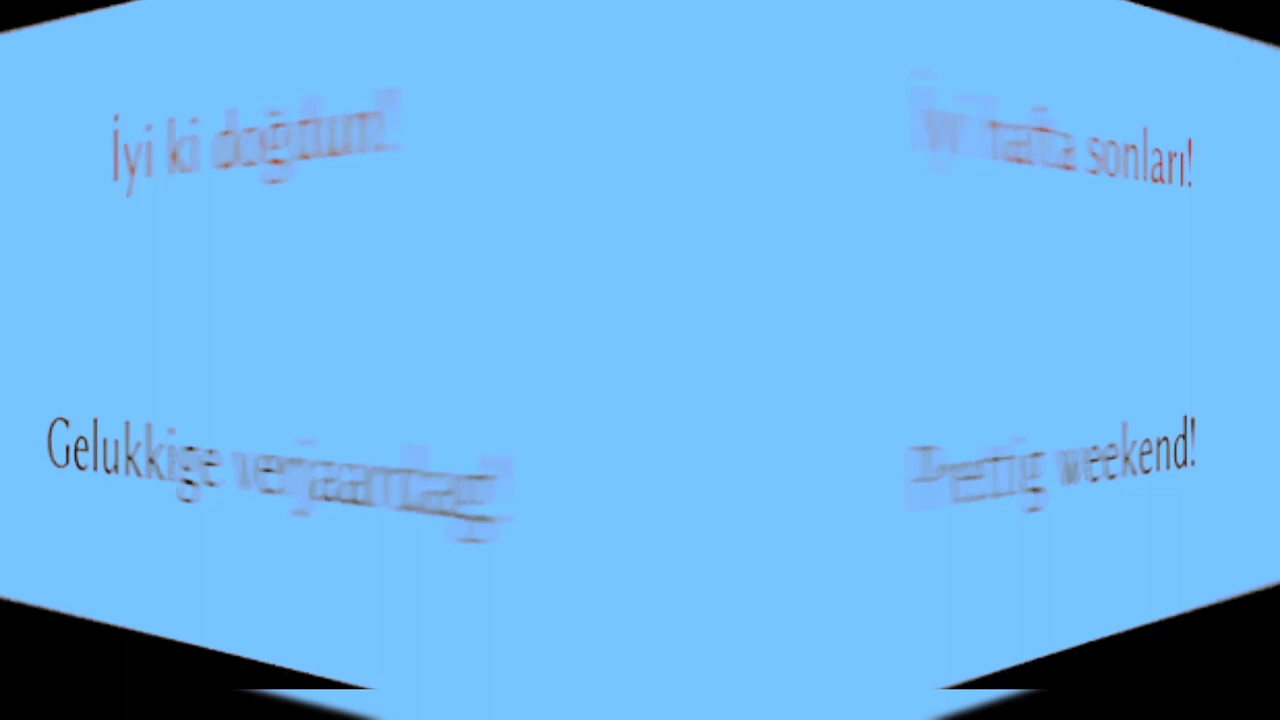 İyi ki doğdun!
İyi hafta sonları!
Gelukkige verjaardag!
Prettig weekend!